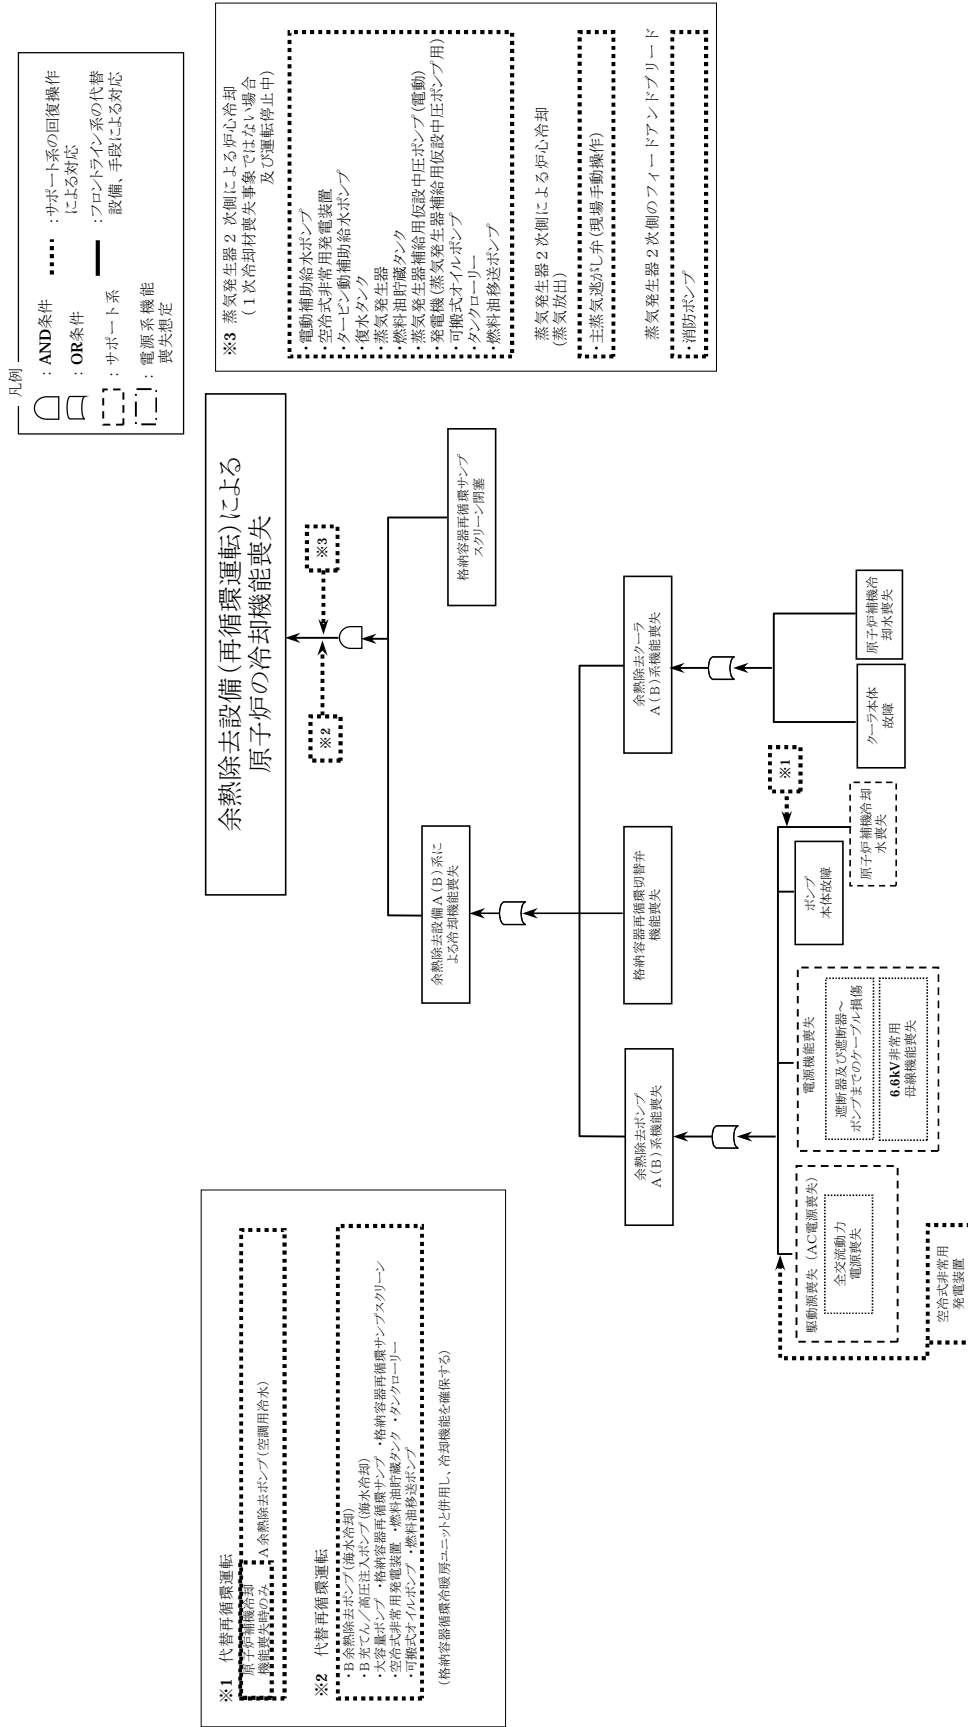 凡例
：AND条件
：OR条件
：サポート系
：電源系機能
喪失想定
：サポート系の回復操作
による対応
：フロントライン系の代替
設備、手段による対応
余熱除去設備(再循環運転)による
原子炉の冷却機能喪失
※2
※3
余熱除去設備A(B)系に
よる冷却機能喪失
格納容器再循環サンプ
スクリーン閉塞
余熱除去ポンプ
A(B)系機能喪失
格納容器再循環切替弁
機能喪失
余熱除去クーラ
A(B)系機能喪失
駆動源喪失（AC電源喪失）
全交流動力
電源喪失
電源機能喪失
遮断器及び遮断器～
ポンプまでのケーブル損傷
6.6kV非常用
母線機能喪失
ポンプ
本体故障
原子炉補機冷却
水喪失
※1
クーラ本体
故障
原子炉補機冷
却水喪失
空冷式非常用
発電装置
※1 代替再循環運転
原子炉補機冷却
機能喪失時のみ
A余熱除去ポンプ(空調用冷水)
※2 代替再循環運転
・B余熱除去ポンプ(海水冷却)
・B充てん／高圧注入ポンプ(海水冷却)
・大容量ポンプ ・格納容器再循環サンプ ・格納容器再循環サンプスクリーン
・空冷式非常用発電装置 ・燃料油貯蔵タンク ・タンクローリー
・可搬式オイルポンプ ・燃料油移送ポンプ
(格納容器循環冷暖房ユニットと併用し、冷却機能を確保する)
※3 蒸気発生器２次側による炉心冷却
(１次冷却材喪失事象ではない場合
及び運転停止中)
・電動補助給水ポンプ
・空冷式非常用発電装置
・タービン動補助給水ポンプ
・復水タンク
・蒸気発生器
・燃料油貯蔵タンク
・蒸気発生器補給用仮設中圧ポンプ(電動)
・発電機(蒸気発生器補給用仮設中圧ポンプ用)
・可搬式オイルポンプ
・タンクローリー
・燃料油移送ポンプ
蒸気発生器２次側による炉心冷却
(蒸気放出)
・主蒸気逃がし弁(現場手動操作)
蒸気発生器２次側のフィードアンドブリード
・消防ポンプ